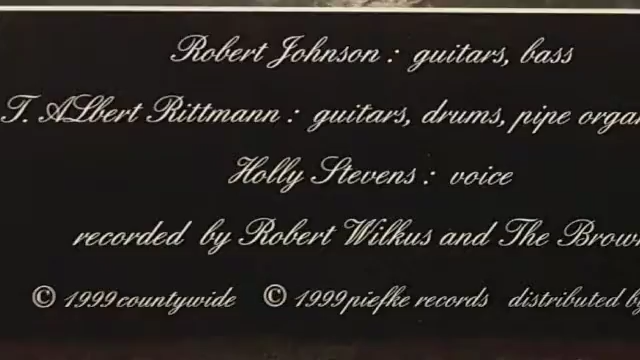 Robert Johnson : guitars, bass
T. ALbert Rittmann : guitars, drums, pipe organ
Holly Stevens : voice
recorded by Robert Wilkus and The Brow
© 1999 countywide © 1999 piefke records distributed by